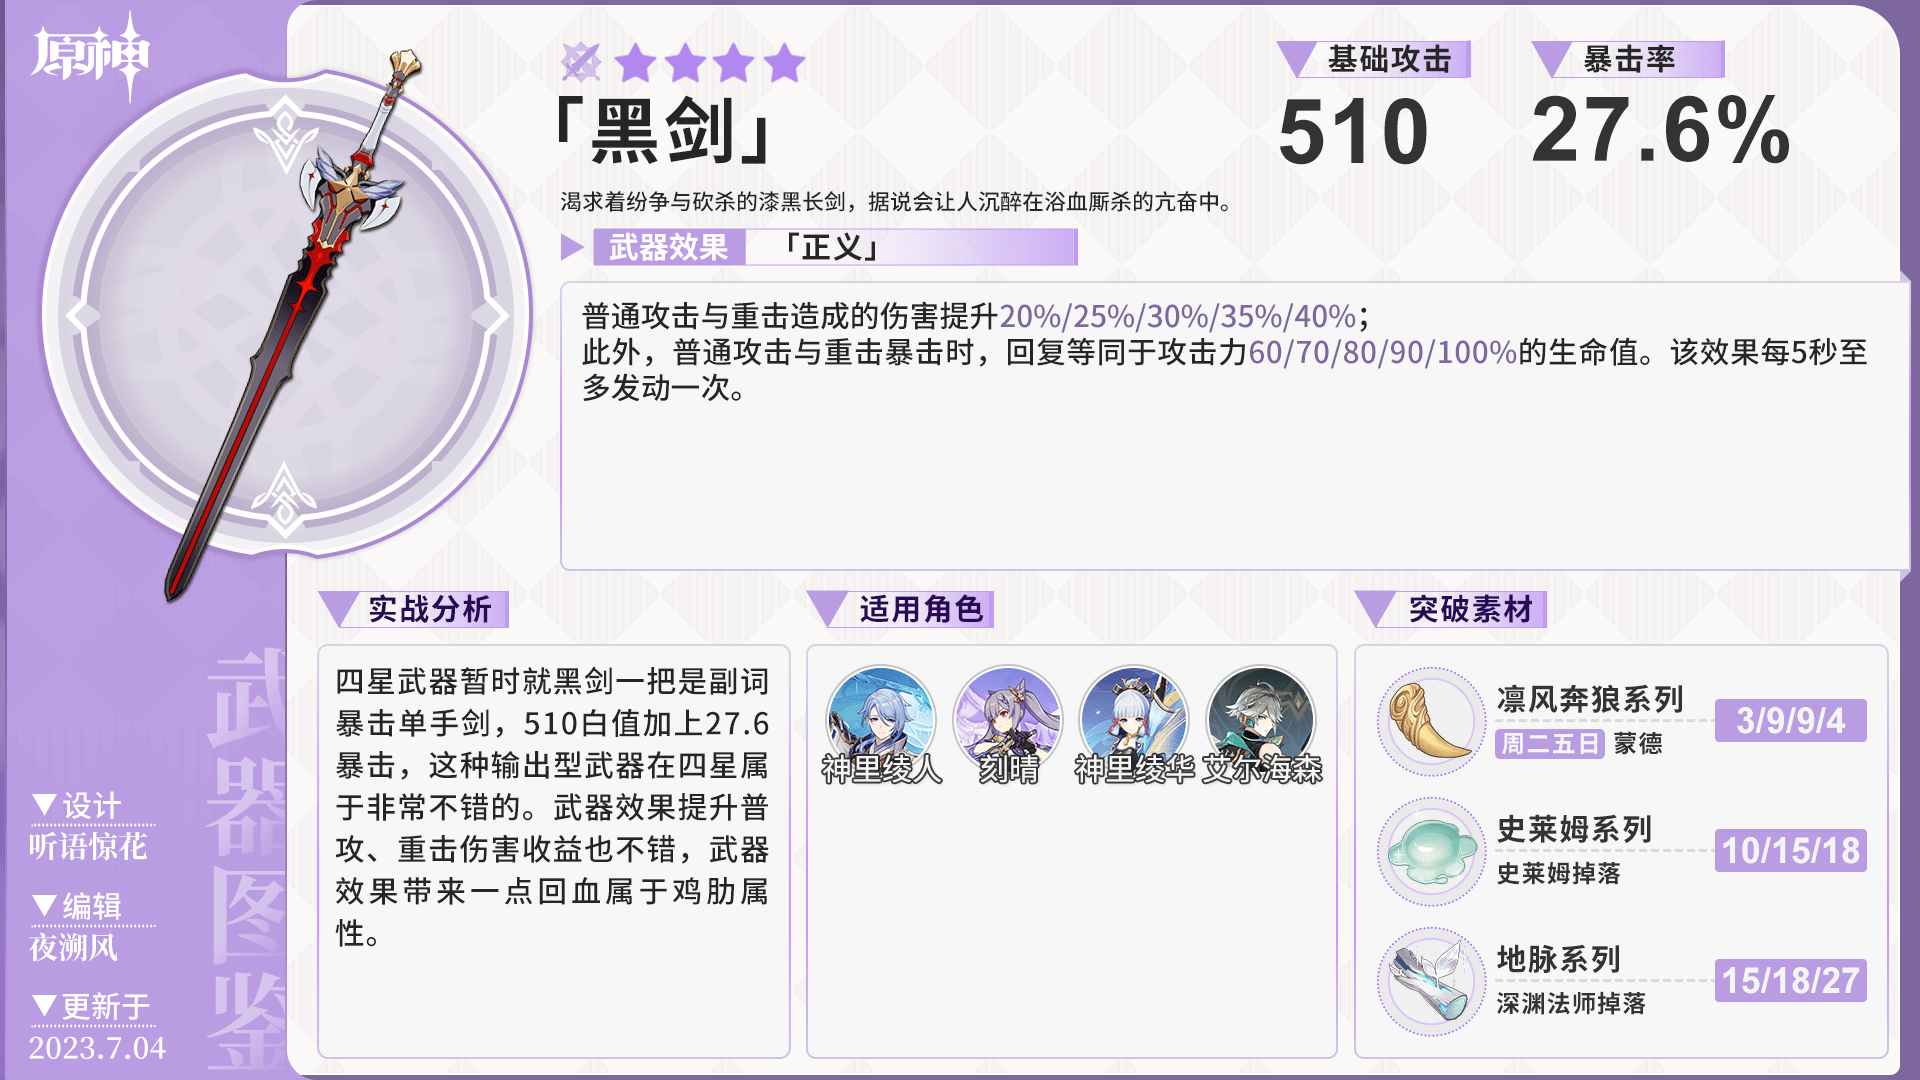 原神
「黑剑」
基础攻击
510
暴击率
27.6%
渴求着纷争与砍杀的漆黑长剑，据说会让人沉醉在浴血厮杀的亢奋中。
武器效果
「正义」
普通攻击与重击造成的伤害提升20%/25%/30%/35%/40%；
此外，普通攻击与重击暴击时，回复等同于攻击力60/70/80/90/100%的生命值。该效果每5秒至
多发动一次。
实战分析
四星武器暂时就黑剑一把是副词
暴击单手剑，510白值加上27.6
暴击，这种输出型武器在四星属
于非常不错的。武器效果提升普
攻、重击伤害收益也不错，武器
效果带来一点回血属于鸡肋属
性。
适用角色
神里绫人
刻晴
神里绫华
艾尔海森
突破素材
凛风奔狼系列
周二五日 蒙德
3/9/9/4
史莱姆系列
史莱姆掉落
10/15/18
地脉系列
深渊法师掉落
15/18/27
武器图鉴
▼设计
听语惊花
▼编辑
夜溯风
▼更新于
2023.7.04